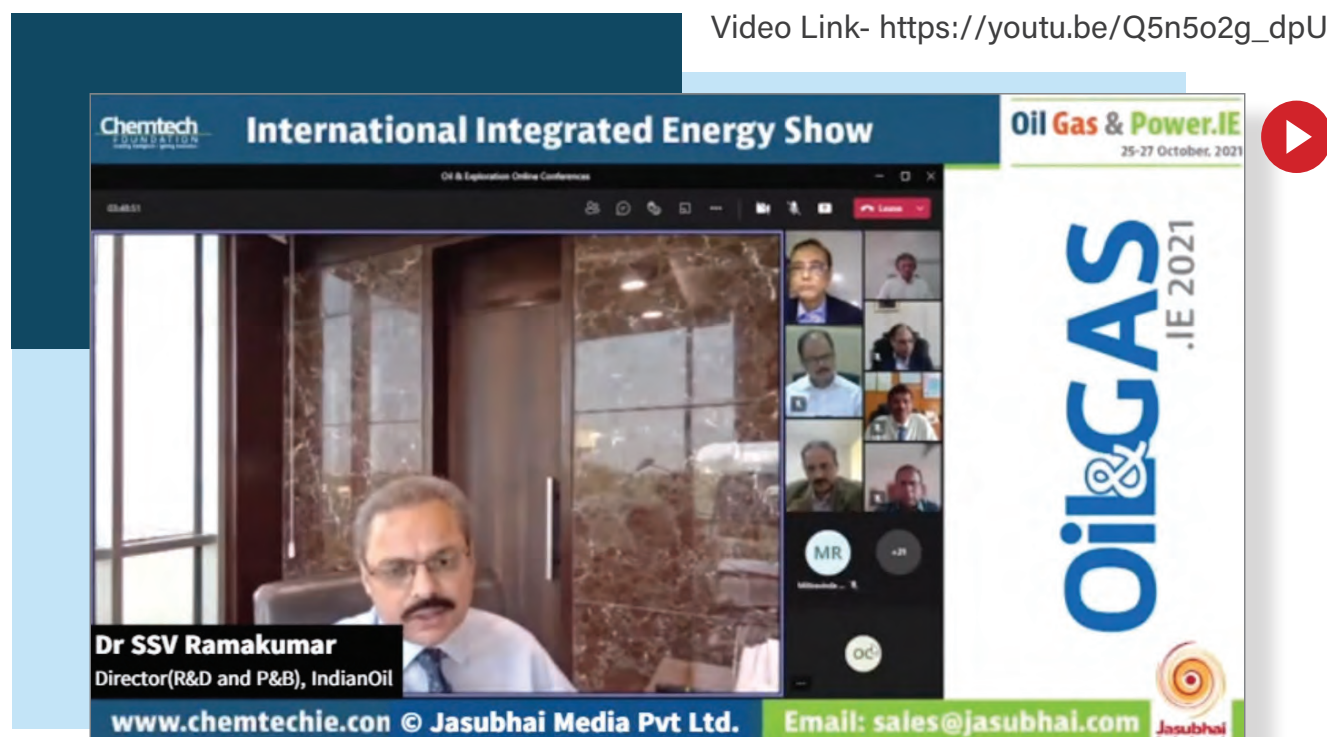 Video Link- https://youtu.be/Q5n5o2g_dpU
Chemtech
FOUNDATION
International Integrated Energy Show
Oil Gas & Power.IE
25-27 October, 2021
Oil & Exploration Online Conferences
03:40:51
Leave
Oil&GAS
.IE 2021
MR
+21
OC
Dr SSV Ramakumar
Director(R&D and P&B), IndianOil
www.chemtechie.con © Jasubhai Media Pvt Ltd.
Email: sales@jasubhai.com
Jasubhai